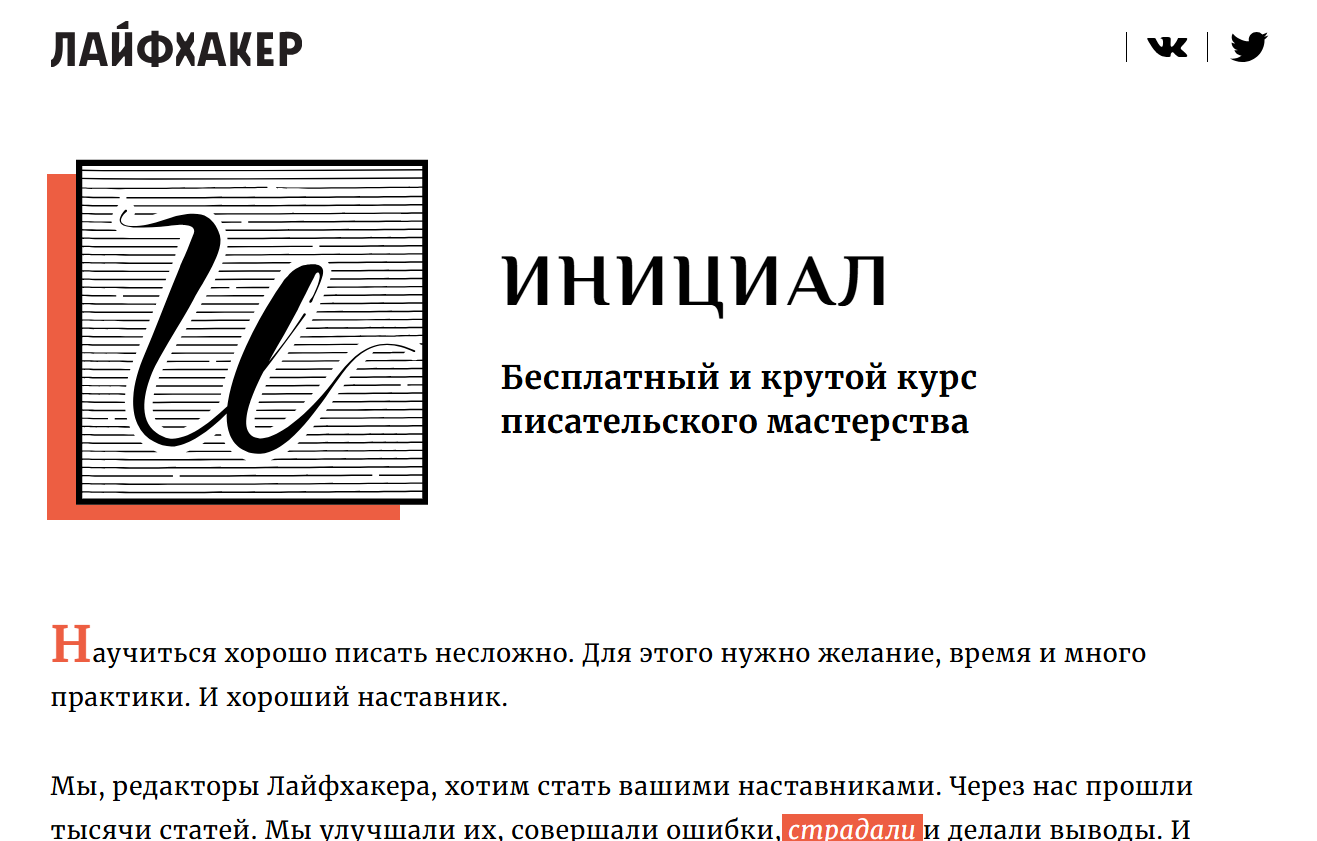 ЛАЙФХАКЕР
И
ИНИЦИАЛ
Бесплатный и крутой курс
писательского мастерства
Научиться хорошо писать несложно. Для этого нужно желание, время и много
практики. И хороший наставник.
Мы, редакторы Лайфхакера, хотим стать вашими наставниками. Через нас прошли
тысячи статей. Мы улучшали их, совершали ошибки, страдали и делали выводы. И